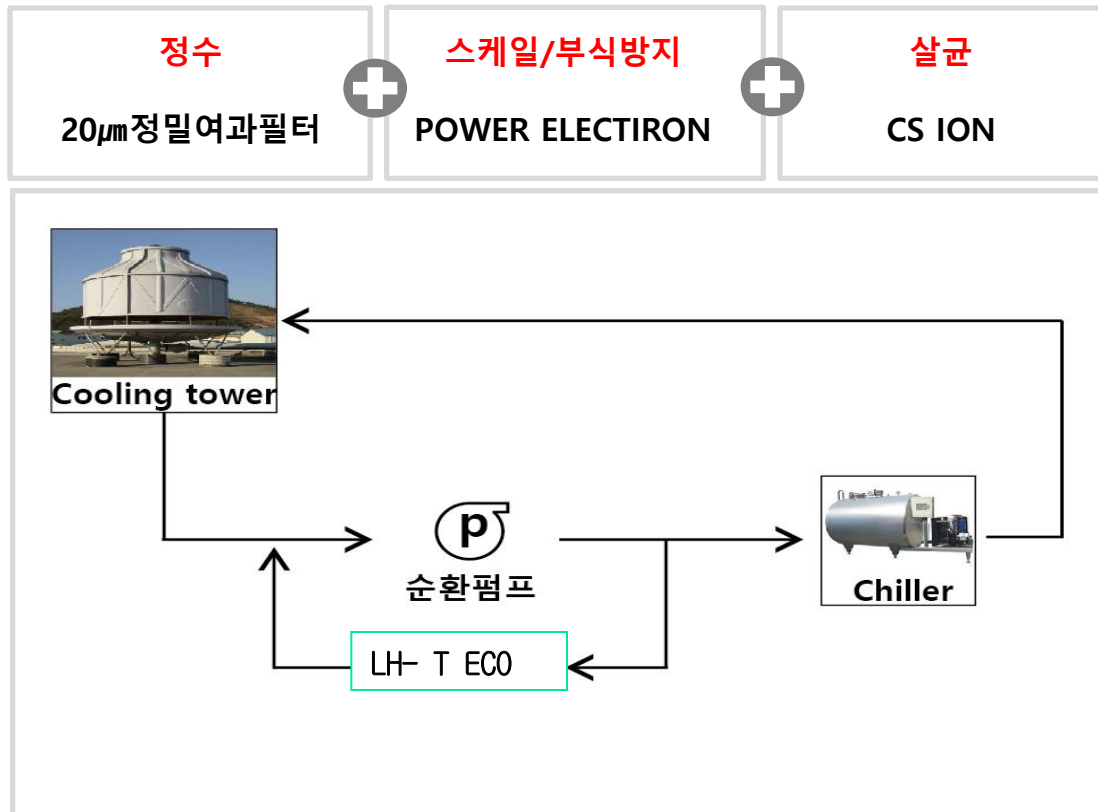 정수
20㎛정밀여과필터
스케일/부식방지
POWER ELECTIRON
살균
CS ION
Cooling tower
p
순환펌프
Chiller
LH- T ECO